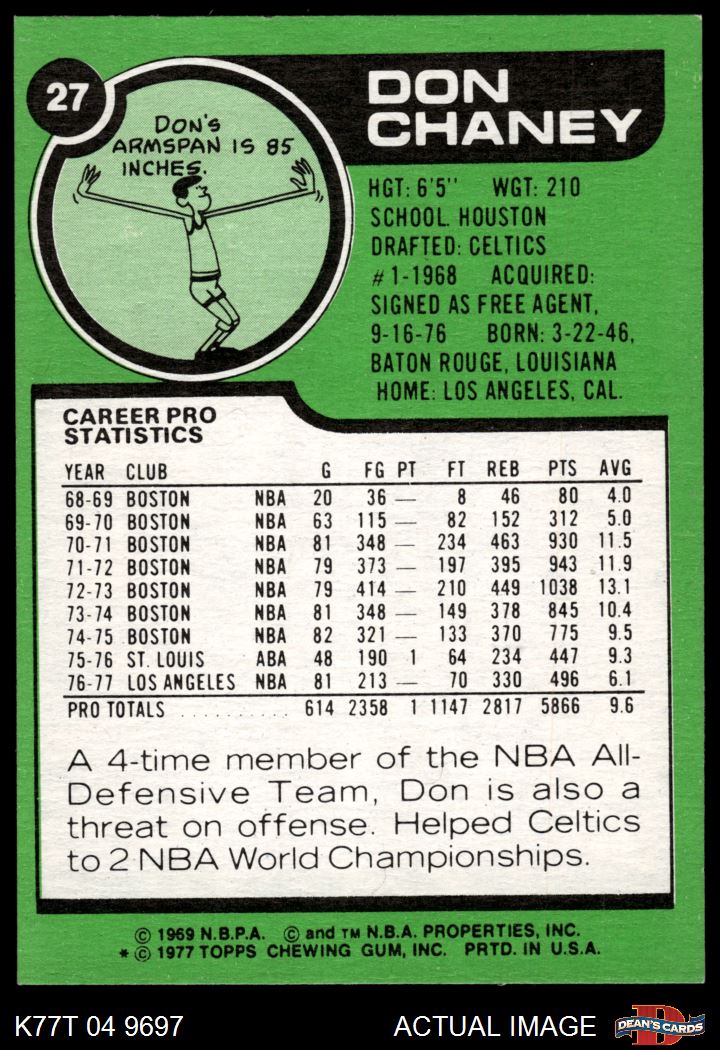 27
DON'S
ARMSPAN IS 85
INCHES.
DON
CHANEY
HGT: 6'5" WGT: 210
SCHOOL. HOUSTON
DRAFTED: CELTICS
#1-1968 ACQUIRED:
SIGNED AS FREE AGENT,
9-16-76 BORN: 3-22-46,
BATON ROUGE, LOUISIANA
HOME: LOS ANGELES, CAL.
CAREER PRO
STATISTICS
YEAR CLUB G FG PT FT REB PTS AVG
68-69 BOSTON NBA 20 36 — 8 46 80 4.0
69-70 BOSTON NBA 63 115 — 82 152 312 5.0
70-71 BOSTON NBA 81 348 — 234 463 930 11.5
71-72 BOSTON NBA 79 373 — 197 395 943 11.9
72-73 BOSTON NBA 79 414 — 210 449 1038 13.1
73-74 BOSTON NBA 81 348 — 149 378 845 10.4
74-75 BOSTON NBA 82 321 — 133 370 775 9.5
75-76 ST. LOUIS ABA 48 190 1 64 234 447 9.3
76-77 LOS ANGELES NBA 81 213 — 70 330 496 6.1
PRO TOTALS . . . . . . . . . . 614 2358 1 1147 2817 5866 9.6
A 4-time member of the NBA All-
Defensive Team, Don is also a
threat on offense. Helped Celtics
to 2 NBA World Championships.
© 1969 N.B.P.A. © and TM N.B.A. PROPERTIES, INC.
* © 1977 TOPPS CHEWING GUM, INC. PRTD. IN U.S.A.
K77T 04 9697
ACTUAL IMAGE
D
DEAN'S CARDS